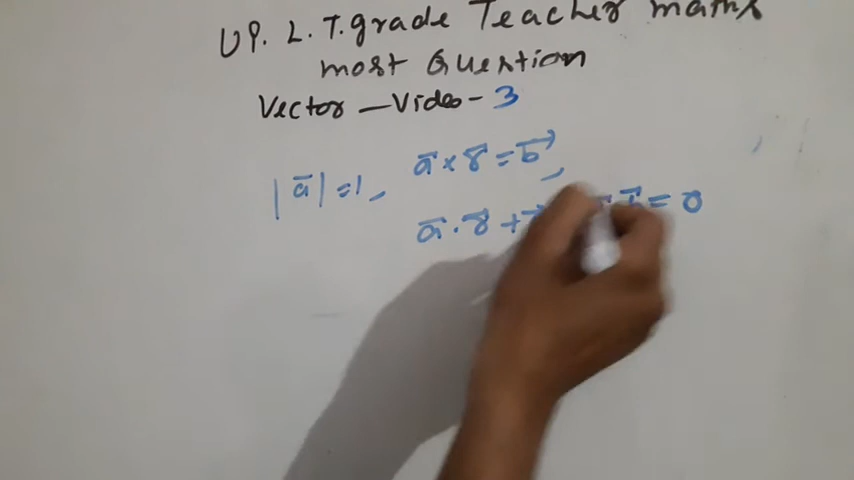 UP. L. T. grade Teacher maths
most Question
Vector — Video - 3
|a⃗| = 1, a⃗ × r⃗ = b⃗,
a⃗ · r⃗ + = 0